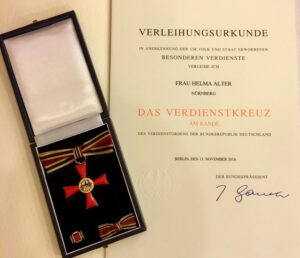 VERLEIHUNGSURKUNDE
IN ANERKENNUNG DER UM VOLK UND STAAT ERWORBENEN
BESONDEREN VERDIENSTE
VERLEIHE ICH
FRAU HELMA ALTER
NÜRNBERG
DAS VERDIENSTKREUZ
AM BANDE
DES VERDIENSTORDENS DER BUNDESREPUBLIK DEUTSCHLAND
BERLIN, DEN 11. NOVEMBER 2016
DER BUNDESPRÄSIDENT